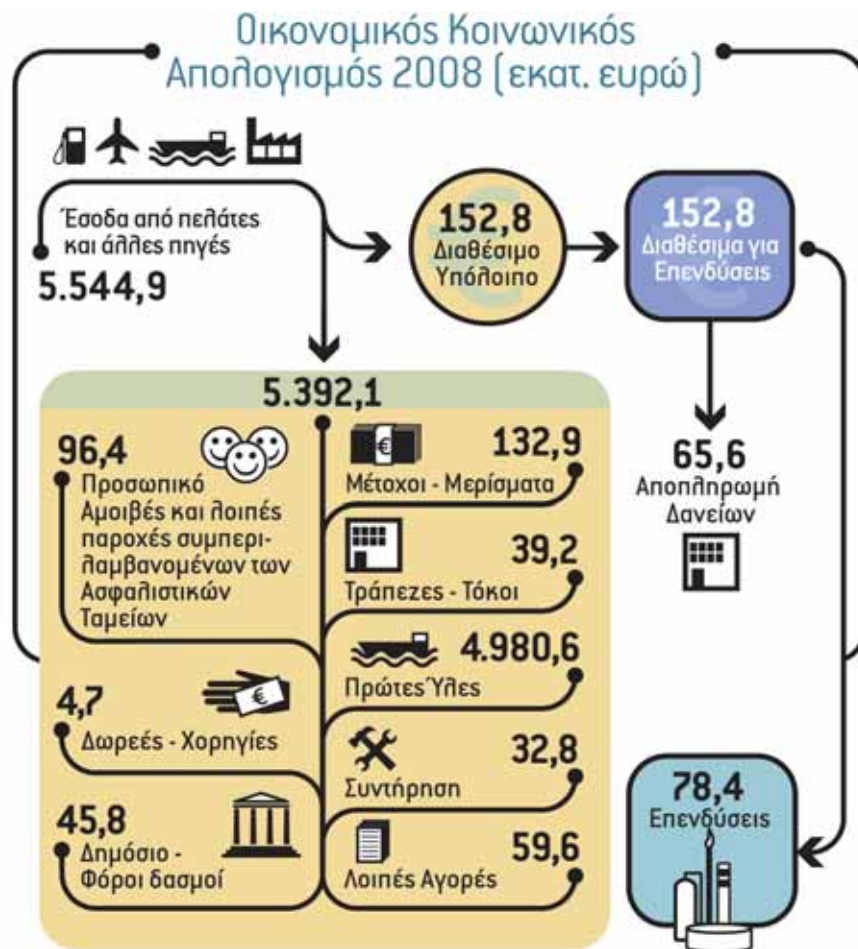 Οικονομικός Κοινωνικός
Απολογισμός 2008 (εκατ. ευρώ)
Έσοδα από πελάτες
και άλλες πηγές
5.544,9
152,8
Διαθέσιμο
Υπόλοιπο
152,8
Διαθέσιμα για
Επενδύσεις
65,6
Αποπληρωμή
Δανείων
78,4
Επενδύσεις
5.392,1
96,4
Προσωπικό
Αμοιβές και λοιπές
παροχές συμπερι-
λαμβανομένων των
Ασφαλιστικών
Ταμείων
4,7
€
Δωρεές - Χορηγίες
45,8
Δημόσιο -
Φόροι δασμοί
€
132,9
Μέτοχοι - Μερίσματα
39,2
Τράπεζες - Τόκοι
4.980,6
Πρώτες Ύλες
32,8
Συντήρηση
59,6
Λοιπές Αγορές